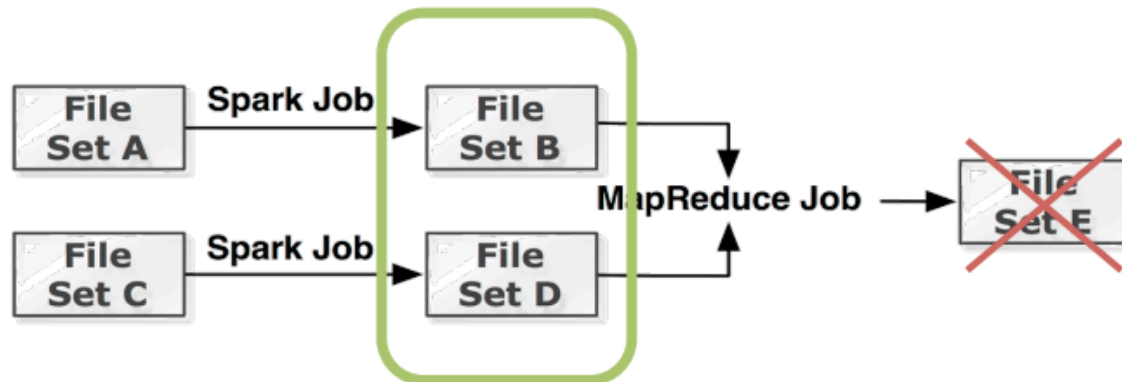 File
Set A
Spark Job
File
Set B
MapReduce Job
File
Set E
File
Set C
Spark Job
File
Set D